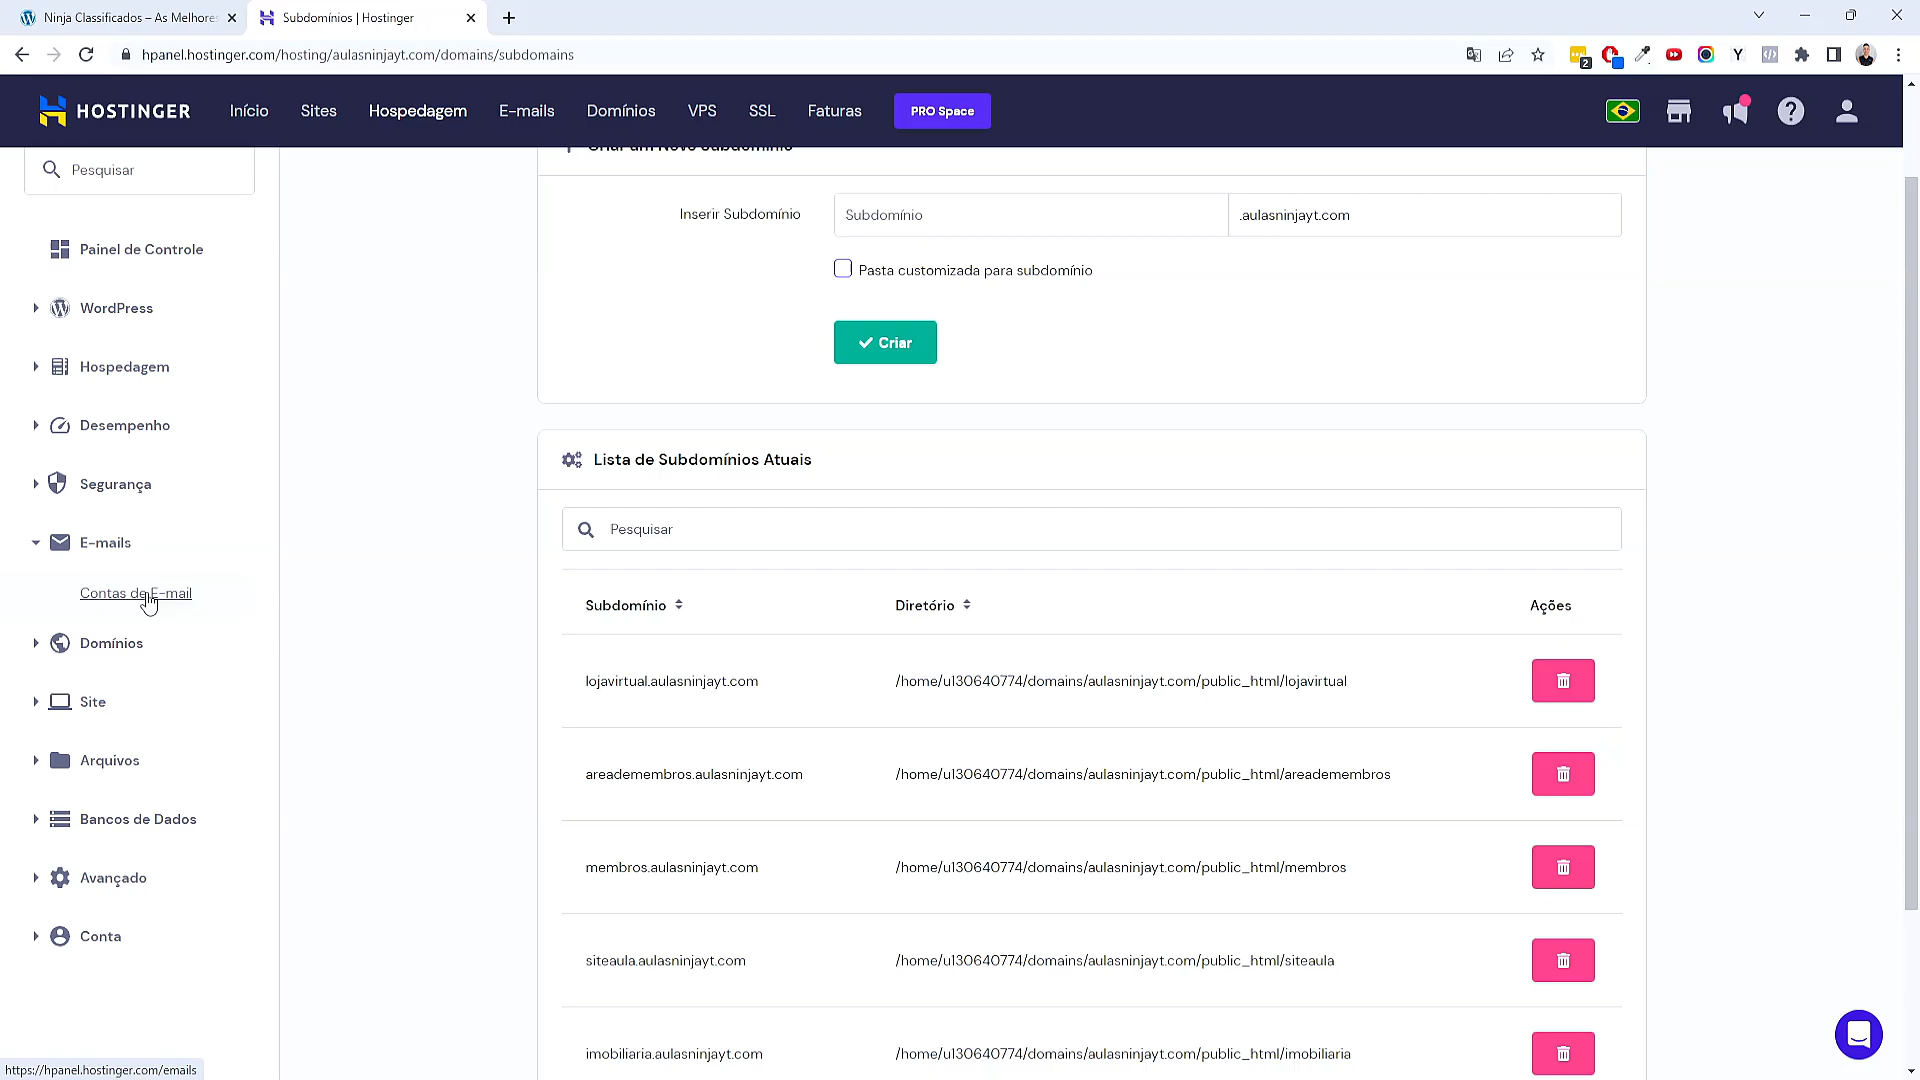 Ninja Classificados – As Melhores
Subdomínios | Hostinger
hpanel.hostinger.com/hosting/aulasninjayt.com/domains/subdomains
2
Y
HOSTINGER
Início
Sites
Hospedagem
E-mails
Domínios
VPS
SSL
Faturas
PRO Space
Pesquisar
Painel de Controle
WordPress
Hospedagem
Desempenho
Segurança
E-mails
Contas de E-mail
Domínios
Site
Arquivos
Bancos de Dados
Avançado
Conta
Criar um Novo Subdomínio
Inserir Subdomínio
Subdomínio
.aulasninjayt.com
Pasta customizada para subdomínio
Criar
Lista de Subdomínios Atuais
Pesquisar
Subdomínio Diretório Ações
lojavirtual.aulasninjayt.com /home/u130640774/domains/aulasninjayt.com/public_html/lojavirtual
areademembros.aulasninjayt.com /home/u130640774/domains/aulasninjayt.com/public_html/areademembros
membros.aulasninjayt.com /home/u130640774/domains/aulasninjayt.com/public_html/membros
siteaula.aulasninjayt.com /home/u130640774/domains/aulasninjayt.com/public_html/siteaula
imobiliaria.aulasninjayt.com /home/u130640774/domains/aulasninjayt.com/public_html/imobiliaria
https://hpanel.hostinger.com/emails